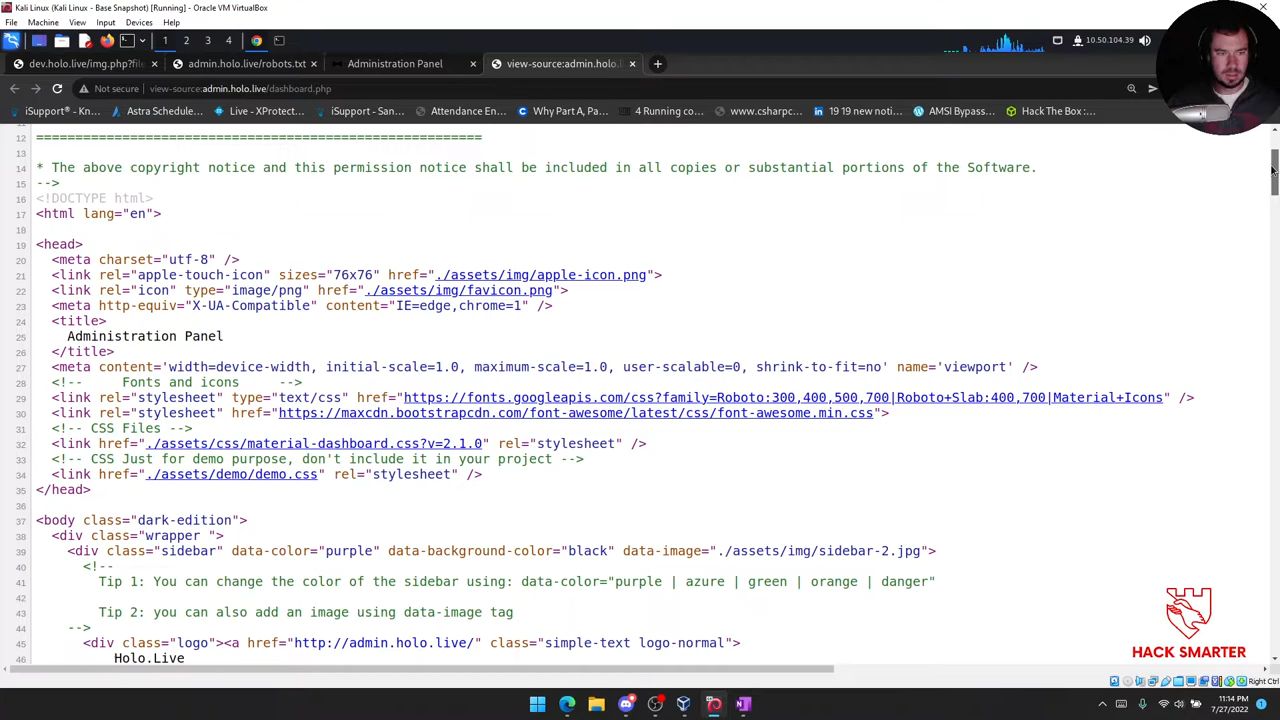 Kali Linux (Kali Linux - Base Snapshot) [Running] - Oracle VM VirtualBox
File Machine View Input Devices Help
1 2 3 4 10.50.104.39
dev.holo.live/img.php?file admin.holo.live/robots.txt Administration Panel view-source:admin.holo.l
Not secure view-source:admin.holo.live/dashboard.php
iSupport® - Kn... Astra Schedule... Live - XProtect... iSupport - San... Attendance En... Why Part A, Pa... 4 Running co... www.csharpc... 19 19 new noti... AMSI Bypass... Hack The Box :...
12 =========================================================
13
14 * The above copyright notice and this permission notice shall be included in all copies or substantial portions of the Software.
15 -->
16 <!DOCTYPE html>
17 <html lang="en">
18
19 <head>
20 <meta charset="utf-8" />
21 <link rel="apple-touch-icon" sizes="76x76" href="./assets/img/apple-icon.png">
22 <link rel="icon" type="image/png" href="./assets/img/favicon.png">
23 <meta http-equiv="X-UA-Compatible" content="IE=edge,chrome=1" />
24 <title>
25 Administration Panel
26 </title>
27 <meta content='width=device-width, initial-scale=1.0, maximum-scale=1.0, user-scalable=0, shrink-to-fit=no' name='viewport' />
28 <!-- Fonts and icons -->
29 <link rel="stylesheet" type="text/css" href="https://fonts.googleapis.com/css?family=Roboto:300,400,500,700|Roboto+Slab:400,700|Material+Icons" />
30 <link rel="stylesheet" href="https://maxcdn.bootstrapcdn.com/font-awesome/latest/css/font-awesome.min.css">
31 <!-- CSS Files -->
32 <link href="./assets/css/material-dashboard.css?v=2.1.0" rel="stylesheet" />
33 <!-- CSS Just for demo purpose, don't include it in your project -->
34 <link href="./assets/demo/demo.css" rel="stylesheet" />
35 </head>
36
37 <body class="dark-edition">
38 <div class="wrapper ">
39 <div class="sidebar" data-color="purple" data-background-color="black" data-image="./assets/img/sidebar-2.jpg">
40 <!--
41 Tip 1: You can change the color of the sidebar using: data-color="purple | azure | green | orange | danger"
42
43 Tip 2: you can also add an image using data-image tag
44 -->
45 <div class="logo"><a href="http://admin.holo.live/" class="simple-text logo-normal">
46 Holo.Live
HACK SMARTER
Right Ctrl
11:14 PM
7/27/2022